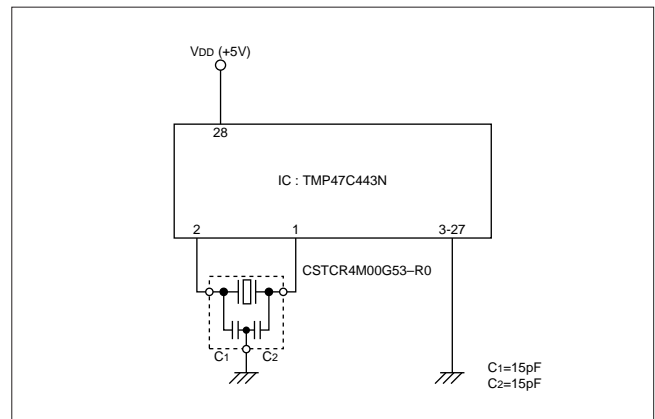 VDD (+5V)
28
IC : TMP47C443N
2 1 3-27
CSTCR4M00G53–R0
C1 C2
C1=15pF
C2=15pF